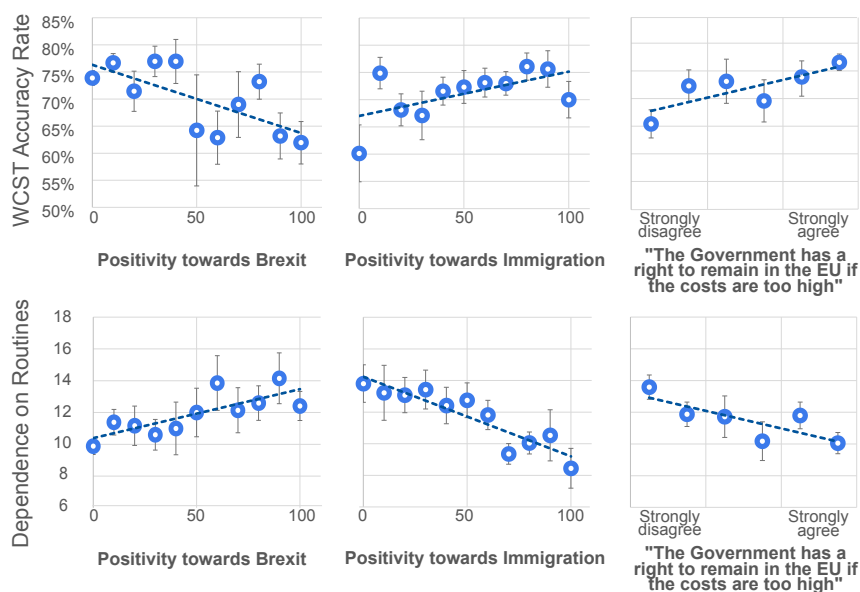 WCST Accuracy Rate
85%
80%
75%
70%
65%
60%
55%
50%
0
50
100
Positivity towards Brexit
0
50
100
Positivity towards Immigration
Strongly
disagree
Strongly
agree
"The Government has a
right to remain in the EU if
the costs are too high"
Dependence on Routines
18
16
14
12
10
8
6
0
50
100
Positivity towards Brexit
0
50
100
Positivity towards Immigration
Strongly
disagree
Strongly
agree
"The Government has a
right to remain in the EU if
the costs are too high"